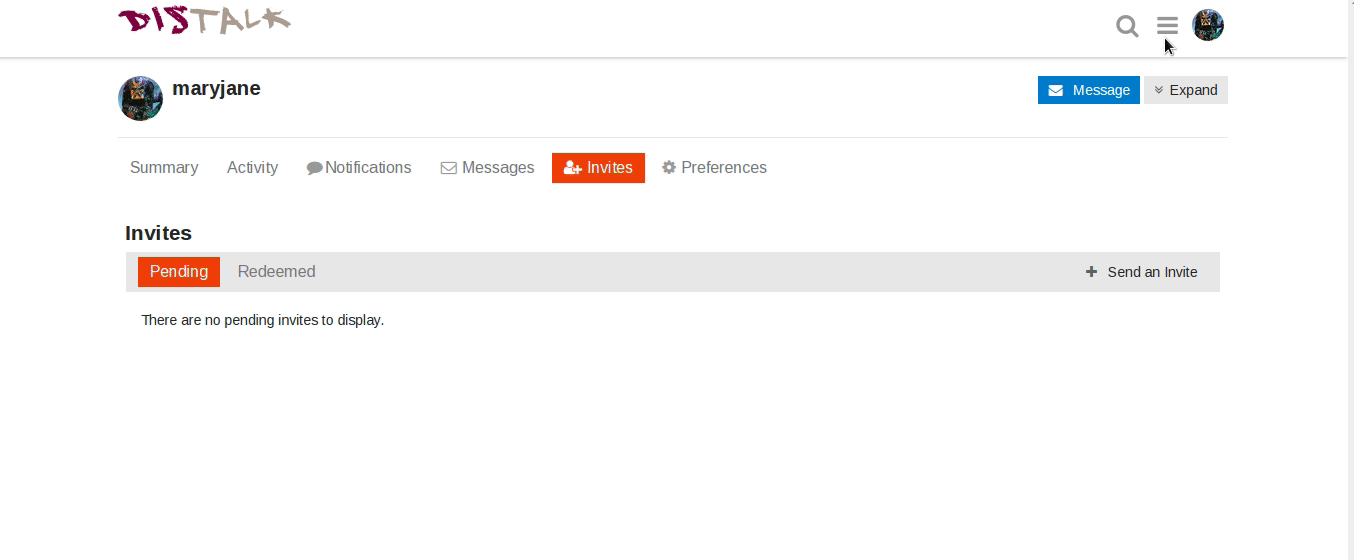 DISTALK
maryjane
Message
Expand
Summary Activity Notifications Messages Invites Preferences
Invites
Pending Redeemed
Send an Invite
There are no pending invites to display.